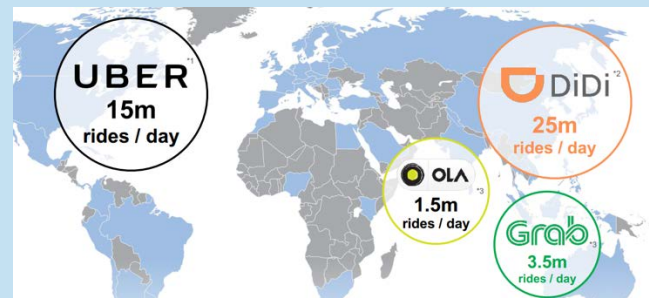 UBER *1
15m
rides / day
DiDi *2
25m
rides / day
OLA *3
1.5m
rides / day
Grab *3
3.5m
rides / day